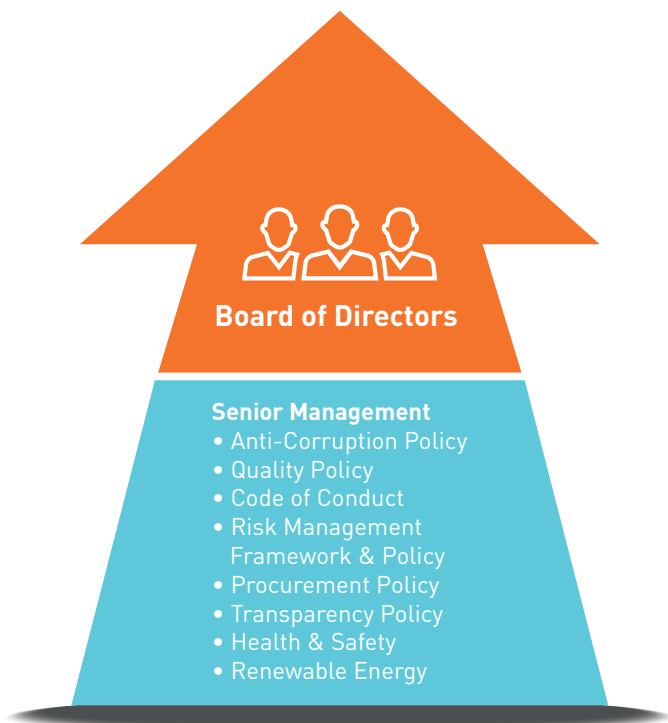 Board of Directors
Senior Management
• Anti-Corruption Policy
• Quality Policy
• Code of Conduct
• Risk Management
Framework & Policy
• Procurement Policy
• Transparency Policy
• Health & Safety
• Renewable Energy